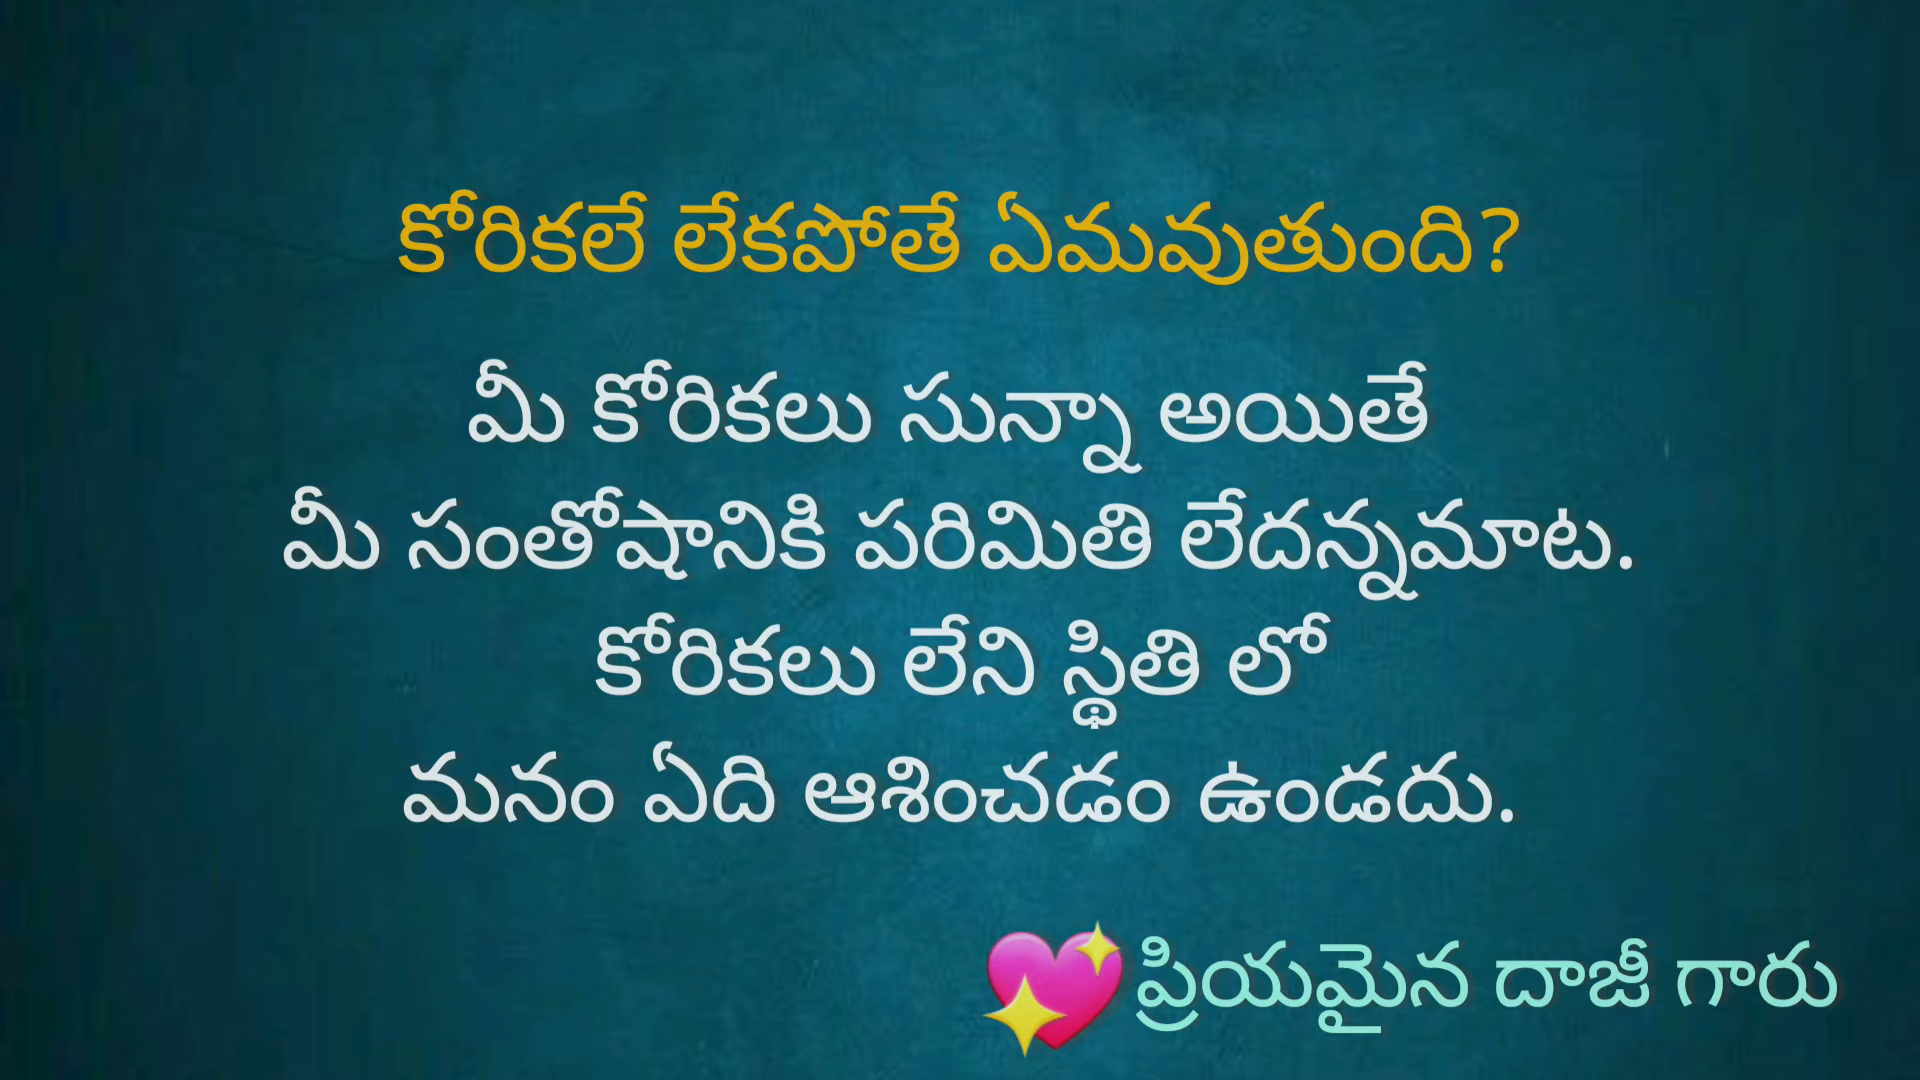 కోరికలే లేకపోతే ఏమవుతుంది?
మీ కోరికలు సున్నా అయితే
మీ సంతోషానికి పరిమితి లేదన్నమాట.
కోరికలు లేని స్థితి లో
మనం ఏది ఆశించడం ఉండదు.
💖ప్రియమైన దాజీ గారు